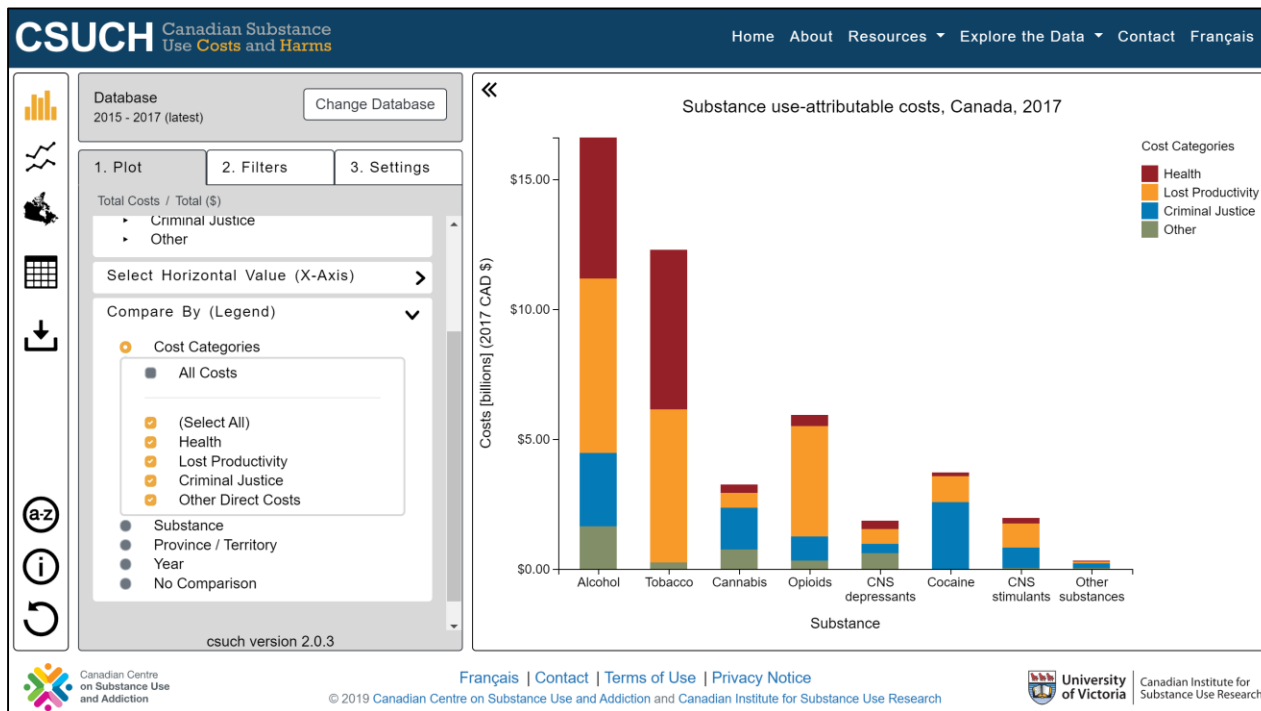 CSUCH Canadian Substance
Use Costs and Harms
Home About Resources Explore the Data Contact Français
Database
2015 - 2017 (latest)
Change Database
1. Plot 2. Filters 3. Settings
Total Costs / Total ($)
Criminal Justice
Other
Select Horizontal Value (X-Axis)
Compare By (Legend)
Cost Categories
All Costs
(Select All)
Health
Lost Productivity
Criminal Justice
Other Direct Costs
Substance
Province / Territory
Year
No Comparison
csuch version 2.0.3
a-z
i
Substance use-attributable costs, Canada, 2017
Cost Categories
Health
Lost Productivity
Criminal Justice
Other
Costs [billions] (2017 CAD $)
$15.00
$10.00
$5.00
$0.00
Alcohol Tobacco Cannabis Opioids CNS depressants Cocaine CNS stimulants Other substances
Substance
Canadian Centre
on Substance Use
and Addiction
Français | Contact | Terms of Use | Privacy Notice
© 2019 Canadian Centre on Substance Use and Addiction and Canadian Institute for Substance Use Research
University
of Victoria
Canadian Institute for
Substance Use Research